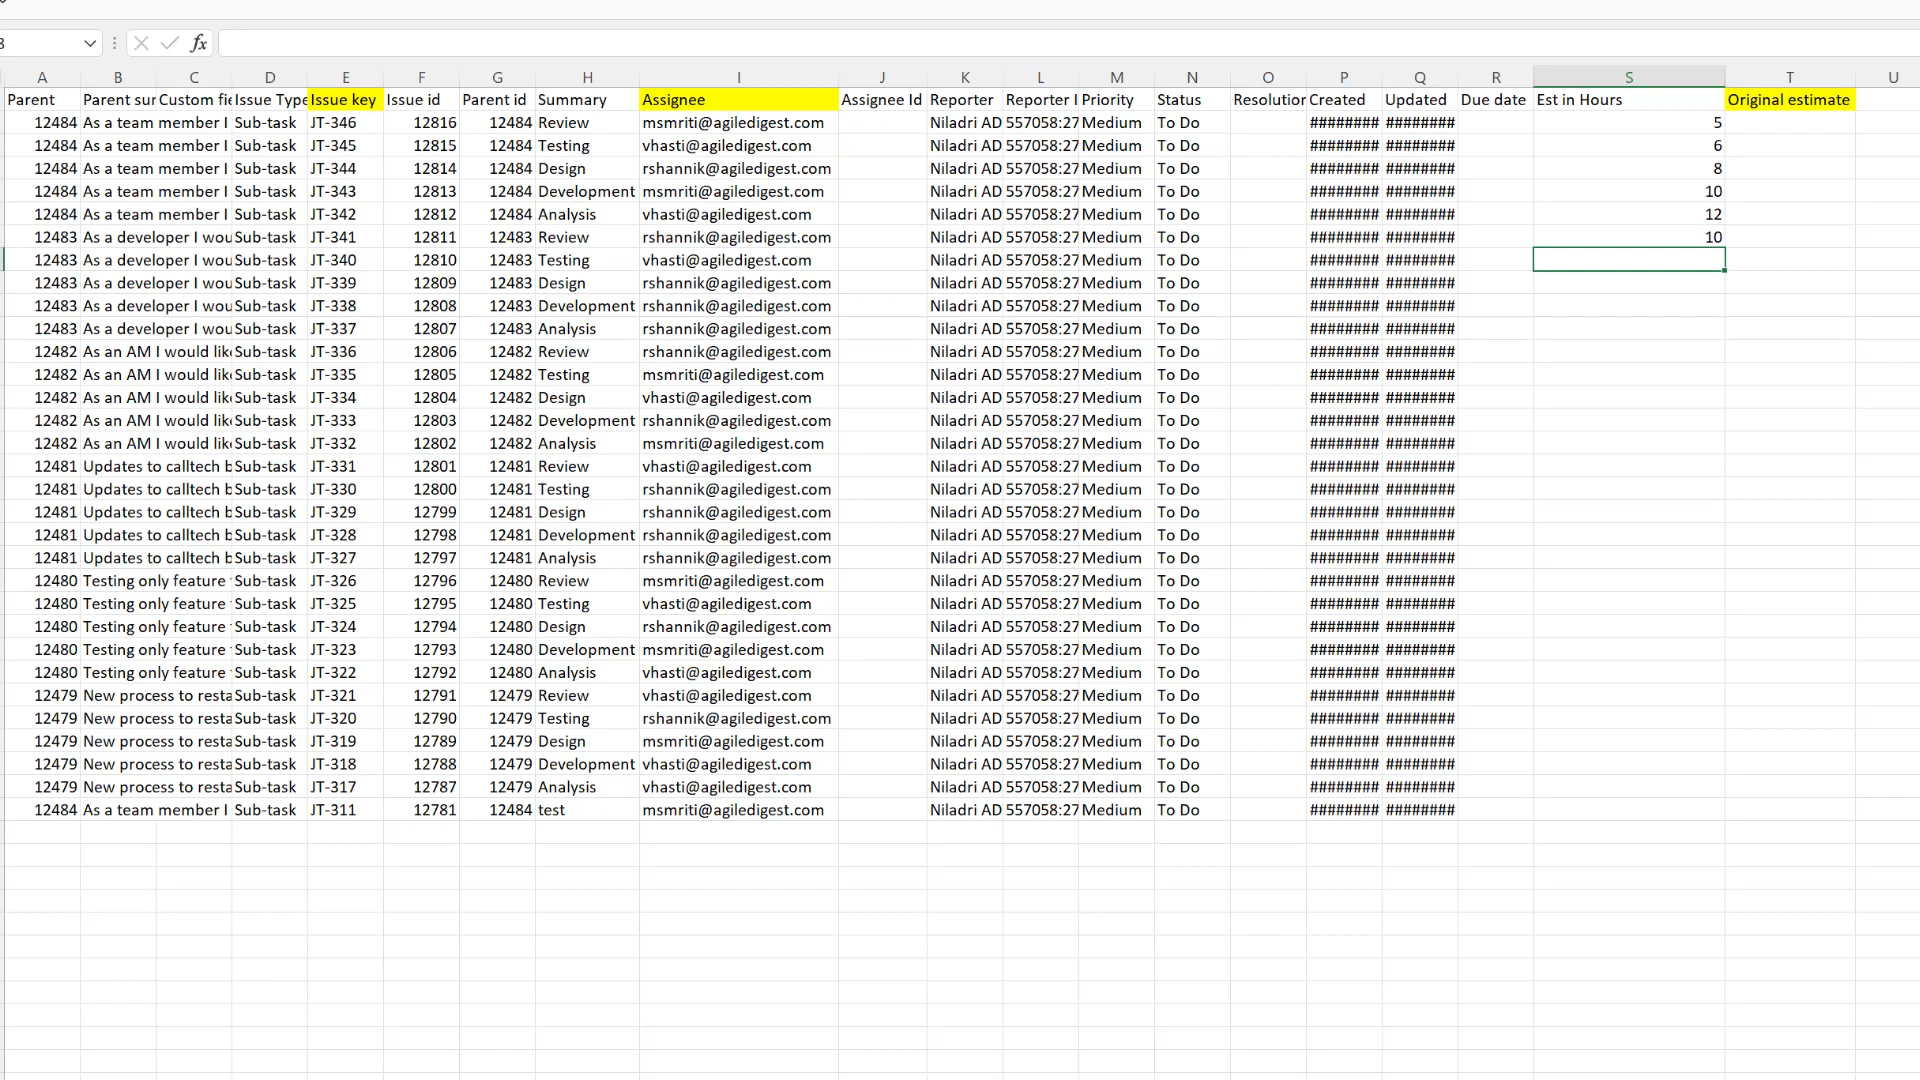 8
fx
A B C D E F G H I J K L M N O P Q R S T U
Parent Parent sur Custom fie Issue Type Issue key Issue id Parent id Summary Assignee Assignee Id Reporter Reporter I Priority Status Resolution Created Updated Due date Est in Hours Original estimate
12484 As a team member I Sub-task JT-346 12816 12484 Review msmriti@agiledigest.com Niladri AD 557058:27 Medium To Do ######## ######## 5
12484 As a team member I Sub-task JT-345 12815 12484 Testing vhasti@agiledigest.com Niladri AD 557058:27 Medium To Do ######## ######## 6
12484 As a team member I Sub-task JT-344 12814 12484 Design rshannik@agiledigest.com Niladri AD 557058:27 Medium To Do ######## ######## 8
12484 As a team member I Sub-task JT-343 12813 12484 Development msmriti@agiledigest.com Niladri AD 557058:27 Medium To Do ######## ######## 10
12484 As a team member I Sub-task JT-342 12812 12484 Analysis vhasti@agiledigest.com Niladri AD 557058:27 Medium To Do ######## ######## 12
12483 As a developer I wou Sub-task JT-341 12811 12483 Review rshannik@agiledigest.com Niladri AD 557058:27 Medium To Do ######## ######## 10
12483 As a developer I wou Sub-task JT-340 12810 12483 Testing vhasti@agiledigest.com Niladri AD 557058:27 Medium To Do ######## ########
12483 As a developer I wou Sub-task JT-339 12809 12483 Design rshannik@agiledigest.com Niladri AD 557058:27 Medium To Do ######## ########
12483 As a developer I wou Sub-task JT-338 12808 12483 Development rshannik@agiledigest.com Niladri AD 557058:27 Medium To Do ######## ########
12483 As a developer I wou Sub-task JT-337 12807 12483 Analysis rshannik@agiledigest.com Niladri AD 557058:27 Medium To Do ######## ########
12482 As an AM I would like Sub-task JT-336 12806 12482 Review rshannik@agiledigest.com Niladri AD 557058:27 Medium To Do ######## ########
12482 As an AM I would like Sub-task JT-335 12805 12482 Testing msmriti@agiledigest.com Niladri AD 557058:27 Medium To Do ######## ########
12482 As an AM I would like Sub-task JT-334 12804 12482 Design vhasti@agiledigest.com Niladri AD 557058:27 Medium To Do ######## ########
12482 As an AM I would like Sub-task JT-333 12803 12482 Development rshannik@agiledigest.com Niladri AD 557058:27 Medium To Do ######## ########
12482 As an AM I would like Sub-task JT-332 12802 12482 Analysis msmriti@agiledigest.com Niladri AD 557058:27 Medium To Do ######## ########
12481 Updates to calltech b Sub-task JT-331 12801 12481 Review vhasti@agiledigest.com Niladri AD 557058:27 Medium To Do ######## ########
12481 Updates to calltech b Sub-task JT-330 12800 12481 Testing rshannik@agiledigest.com Niladri AD 557058:27 Medium To Do ######## ########
12481 Updates to calltech b Sub-task JT-329 12799 12481 Design rshannik@agiledigest.com Niladri AD 557058:27 Medium To Do ######## ########
12481 Updates to calltech b Sub-task JT-328 12798 12481 Development rshannik@agiledigest.com Niladri AD 557058:27 Medium To Do ######## ########
12481 Updates to calltech b Sub-task JT-327 12797 12481 Analysis rshannik@agiledigest.com Niladri AD 557058:27 Medium To Do ######## ########
12480 Testing only feature Sub-task JT-326 12796 12480 Review msmriti@agiledigest.com Niladri AD 557058:27 Medium To Do ######## ########
12480 Testing only feature Sub-task JT-325 12795 12480 Testing vhasti@agiledigest.com Niladri AD 557058:27 Medium To Do ######## ########
12480 Testing only feature Sub-task JT-324 12794 12480 Design rshannik@agiledigest.com Niladri AD 557058:27 Medium To Do ######## ########
12480 Testing only feature Sub-task JT-323 12793 12480 Development msmriti@agiledigest.com Niladri AD 557058:27 Medium To Do ######## ########
12480 Testing only feature Sub-task JT-322 12792 12480 Analysis vhasti@agiledigest.com Niladri AD 557058:27 Medium To Do ######## ########
12479 New process to resta Sub-task JT-321 12791 12479 Review vhasti@agiledigest.com Niladri AD 557058:27 Medium To Do ######## ########
12479 New process to resta Sub-task JT-320 12790 12479 Testing rshannik@agiledigest.com Niladri AD 557058:27 Medium To Do ######## ########
12479 New process to resta Sub-task JT-319 12789 12479 Design msmriti@agiledigest.com Niladri AD 557058:27 Medium To Do ######## ########
12479 New process to resta Sub-task JT-318 12788 12479 Development vhasti@agiledigest.com Niladri AD 557058:27 Medium To Do ######## ########
12479 New process to resta Sub-task JT-317 12787 12479 Analysis vhasti@agiledigest.com Niladri AD 557058:27 Medium To Do ######## ########
12484 As a team member I Sub-task JT-311 12781 12484 test msmriti@agiledigest.com Niladri AD 557058:27 Medium To Do ######## ########